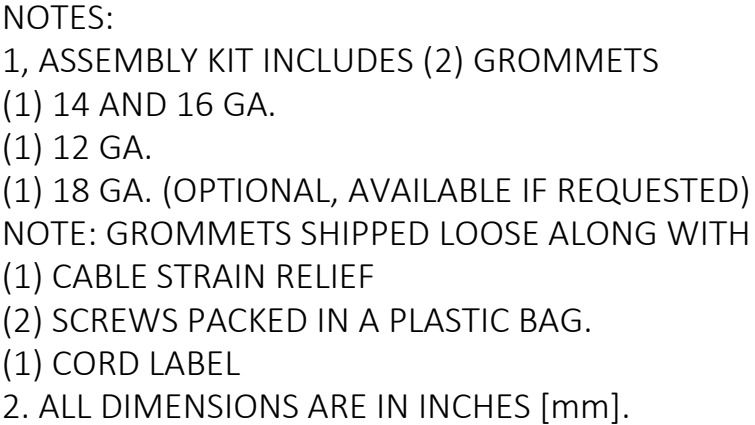 NOTES:
1, ASSEMBLY KIT INCLUDES (2) GROMMETS
(1) 14 AND 16 GA.
(1) 12 GA.
(1) 18 GA. (OPTIONAL, AVAILABLE IF REQUESTED)
NOTE: GROMMETS SHIPPED LOOSE ALONG WITH
(1) CABLE STRAIN RELIEF
(2) SCREWS PACKED IN A PLASTIC BAG.
(1) CORD LABEL
2. ALL DIMENSIONS ARE IN INCHES [mm].